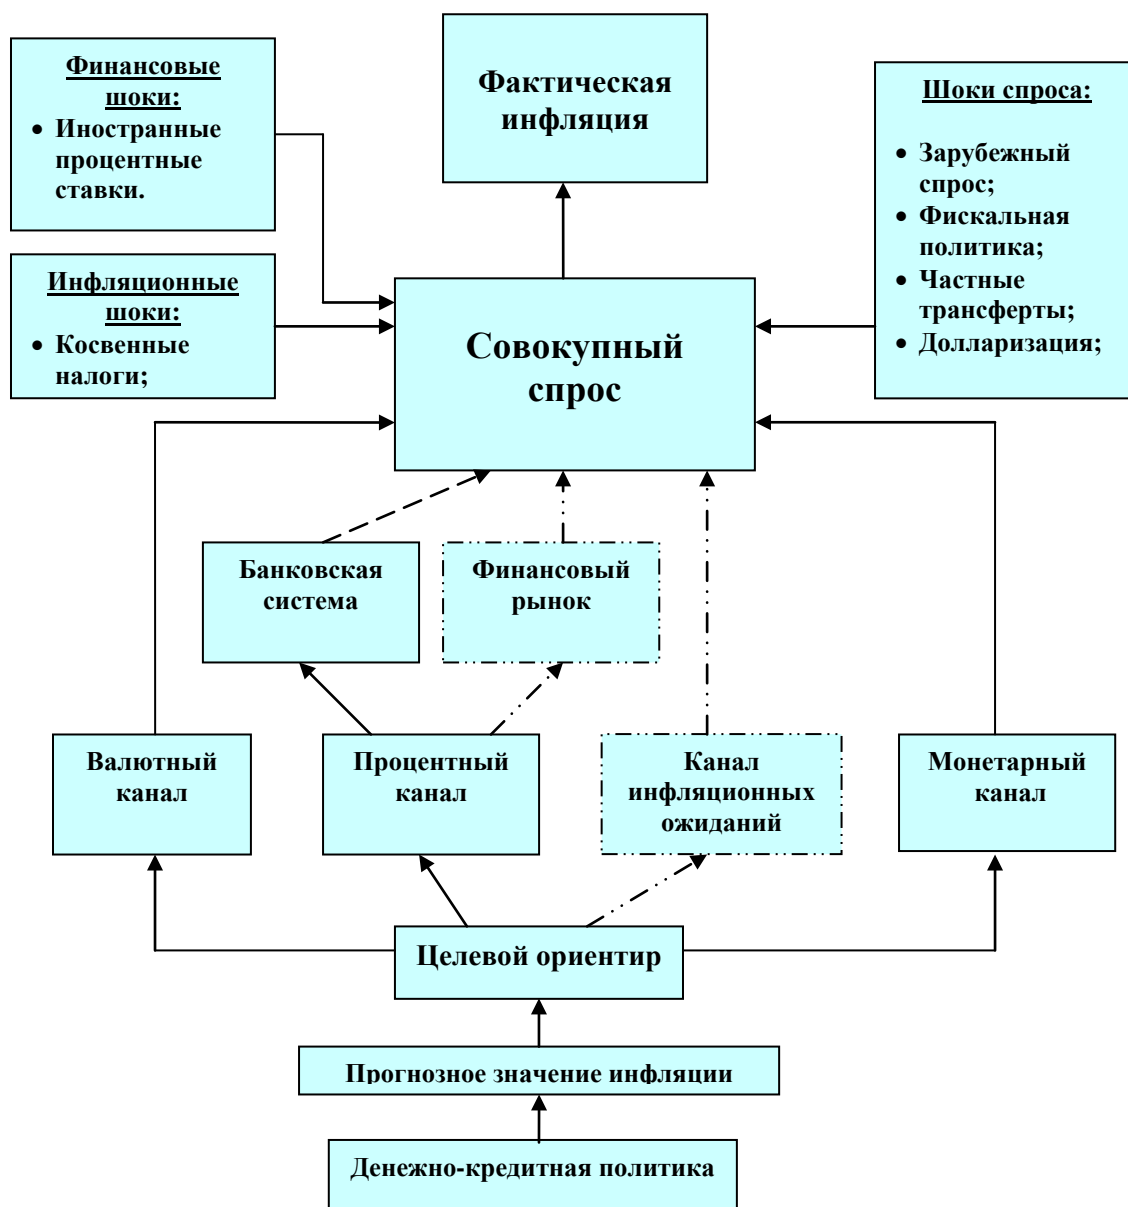 Финансовые
шоки:
• Иностранные
процентные
ставки.
Фактическая
инфляция
Шоки спроса:
• Зарубежный
спрос;
• Фискальная
политика;
• Частные
трансферты;
• Долларизация;
Инфляционные
шоки:
• Косвенные
налоги;
Совокупный
спрос
Банковская
система
Финансовый
рынок
Валютный
канал
Процентный
канал
Канал
инфляционных
ожиданий
Монетарный
канал
Целевой ориентир
Прогнозное значение инфляции
Денежно-кредитная политика